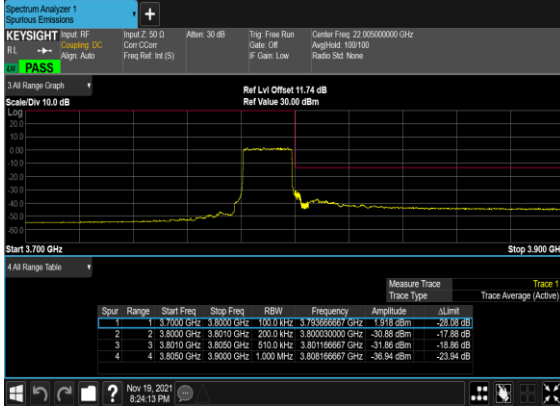 Spectrum Analyzer 1
Spurious Emissions
+
KEYSIGHT Input: RF Input Z: 50 Ω Atten: 30 dB Trig: Free Run Center Freq: 22.005000000 GHz
RL Coupling: DC Corr CCorr Gate: Off Avg|Hold: 100/100
Align: Auto Freq Ref: Int (S) IF Gain: Low Radio Std: None
LXI PASS
3 All Range Graph
Ref Lvl Offset 11.74 dB
Scale/Div 10.0 dB Ref Value 30.00 dBm
Log
20.0
10.0
0.00
-10.0
-20.0
-30.0
-40.0
-50.0
-60.0
Start 3.700 GHz Stop 3.900 GH
4 All Range Table
Measure Trace Trace 1
Trace Type Trace Average (Active)
Spur Range Start Freq Stop Freq RBW Frequency Amplitude ΔLimit
1 1 3.7000 GHz 3.8000 GHz 100.0 kHz 3.793666667 GHz 1.918 dBm -28.08 dB
2 2 3.8000 GHz 3.8010 GHz 200.0 kHz 3.800030000 GHz -30.88 dBm -17.88 dB
3 3 3.8010 GHz 3.8050 GHz 510.0 kHz 3.801166667 GHz -31.86 dBm -18.86 dB
4 4 3.8050 GHz 3.9000 GHz 1.000 MHz 3.808166667 GHz -36.94 dBm -23.94 dB
? Nov 19, 2021
8:24:13 PM